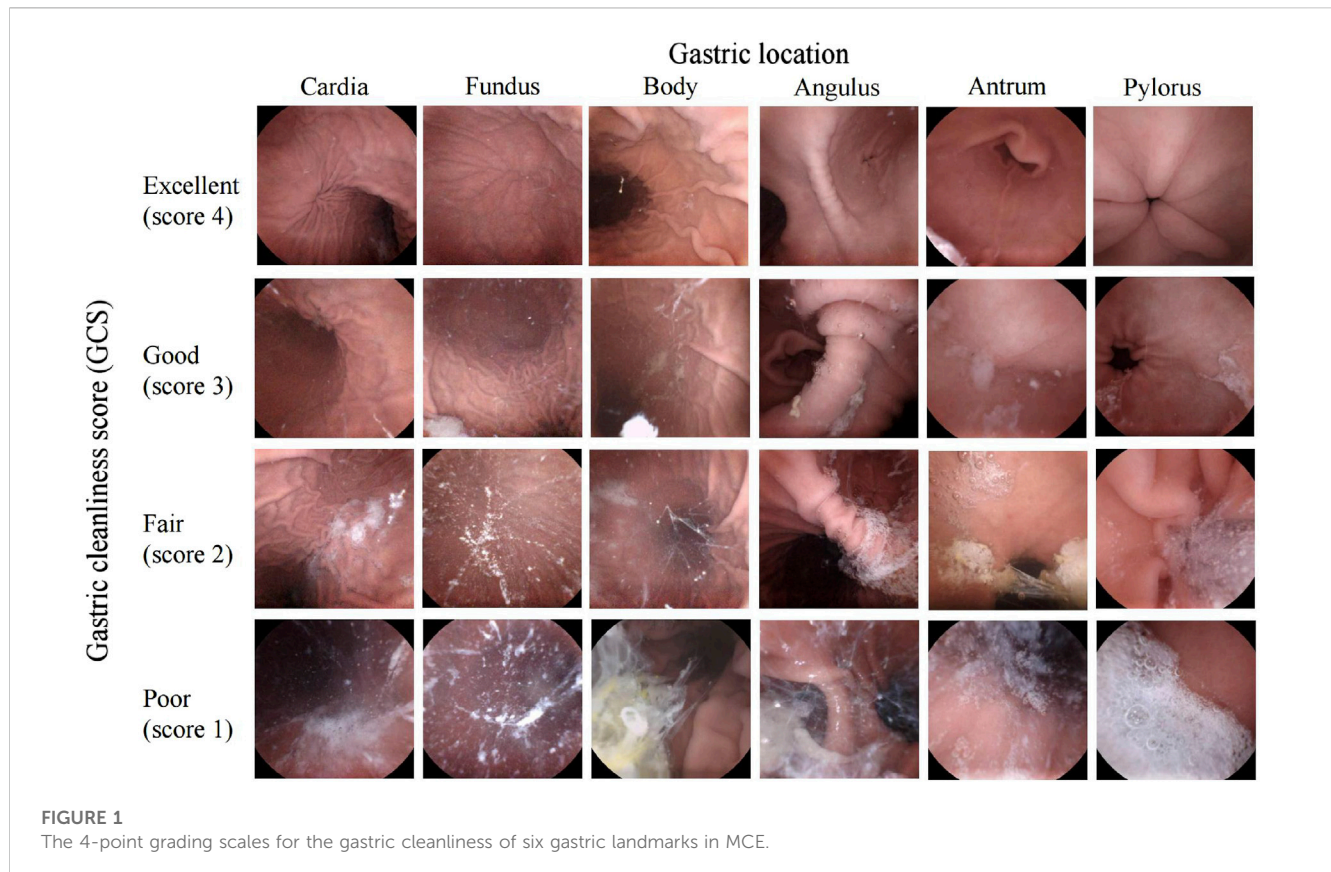 Gastric location
Cardia Fundus Body Angulus Antrum Pylorus
Gastric cleanliness score (GCS)
Excellent
(score 4)
Good
(score 3)
Fair
(score 2)
Poor
(score 1)
FIGURE 1
The 4-point grading scales for the gastric cleanliness of six gastric landmarks in MCE.